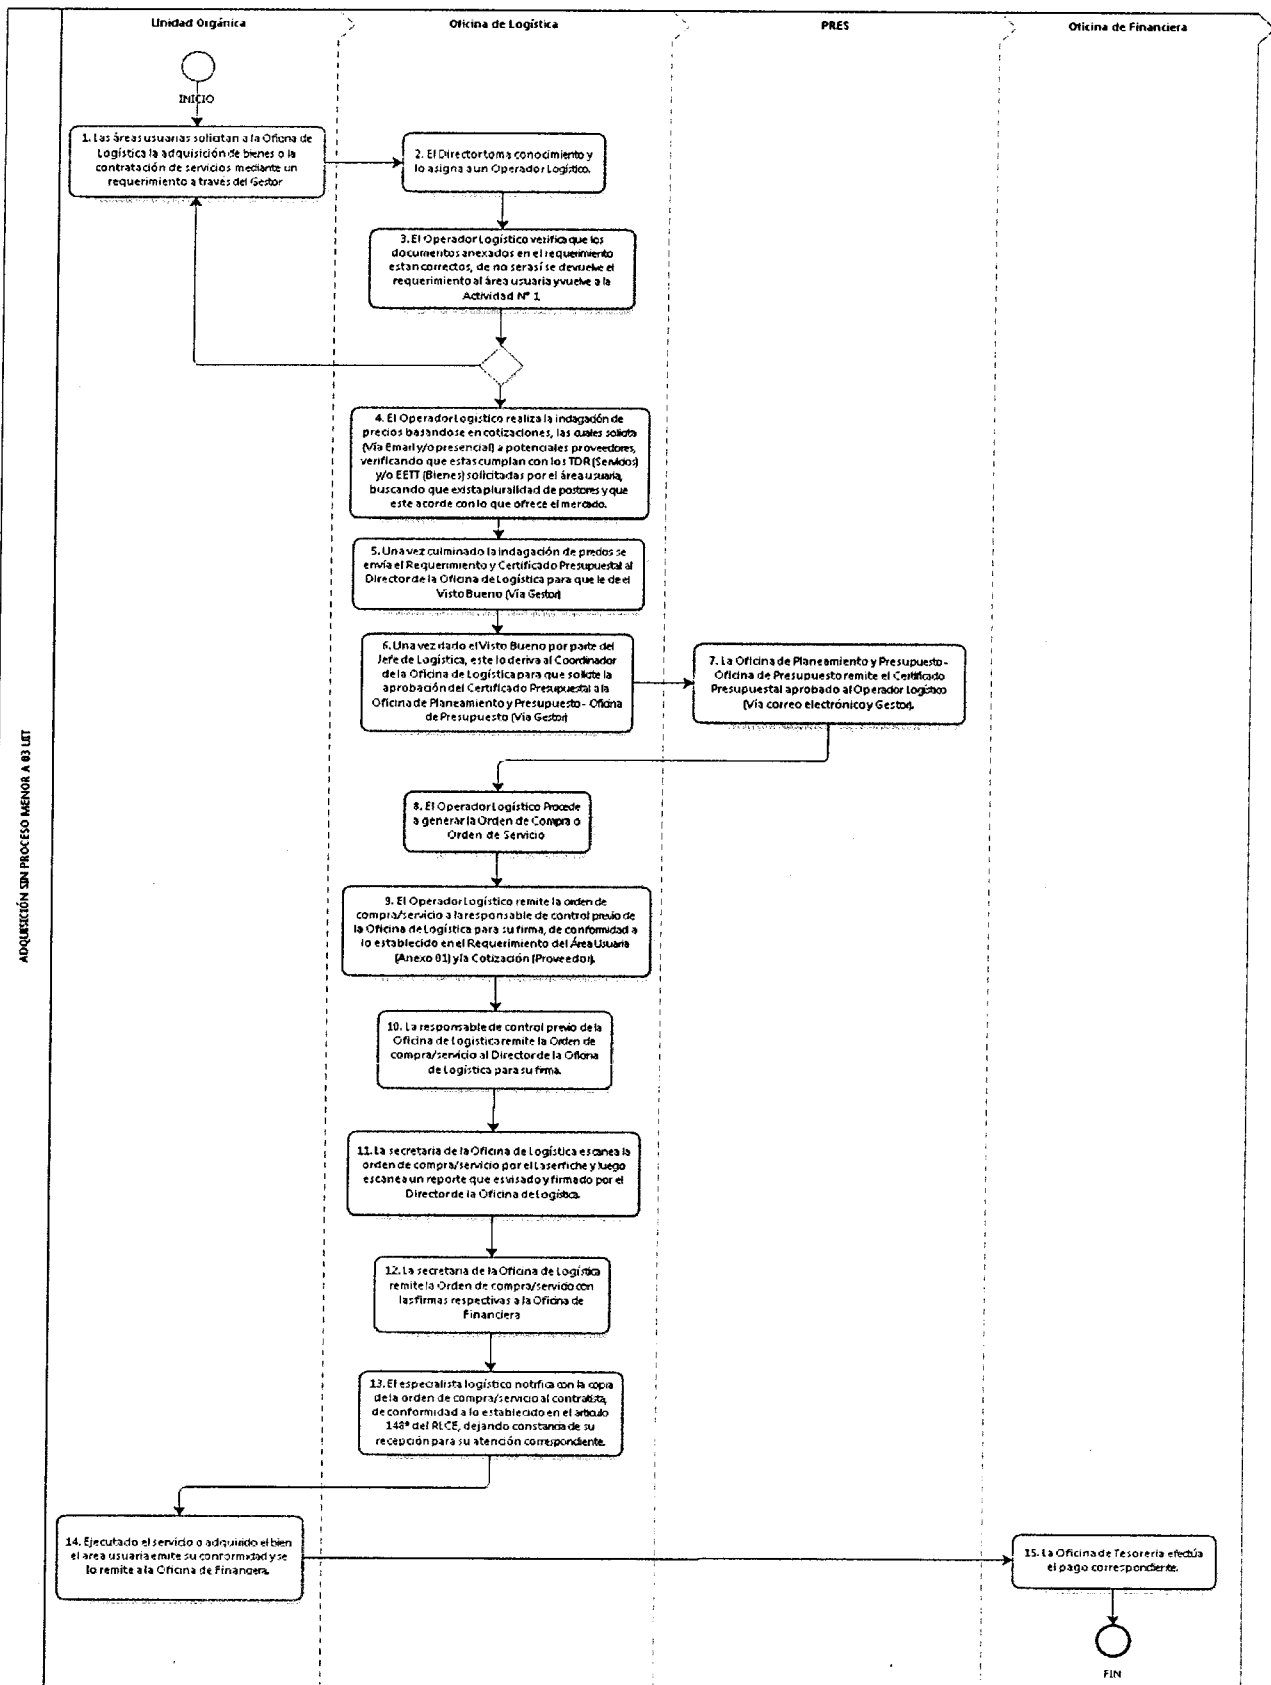 Unidad Orgánica
Oficina de Logística
PRES
Oficina de Financiera
ADQUISICIÓN SIN PROCESO MENOR A 03 UIT
INICIO
1. Las áreas usuarias solicitan a la Oficina de
Logística la adquisición de bienes o la
contratación de servicios mediante un
requerimiento a través del Gestor
2. El Director toma conocimiento y
lo asigna a un Operador Logístico.
3. El Operador Logístico verifica que los
documentos anexados en el requerimiento
estan correctos, de no ser así se devuelve el
requerimiento al área usuaria y vuelve a la
Actividad N° 1
4. El Operador Logístico realiza la indagación de
precios basandose en cotizaciones, las cuales solicita
(Vía Email y/o presencial) a potenciales proveedores,
verificando que estas cumplan con los TDR (Servicios)
y/o EETT (Bienes) solicitadas por el área usuaria,
buscando que exista pluralidad de postores y que
este acorde con lo que ofrece el mercado.
5. Una vez culminado la indagación de precios se
envía el Requerimiento y Certificado Presupuestal al
Director de la Oficina de Logística para que le de el
Visto Bueno (Vía Gestor)
6. Una vez dado el Visto Bueno por parte del
Jefe de Logística, este lo deriva al Coordinador
de la Oficina de Logística para que solicite la
aprobación del Certificado Presupuestal a la
Oficina de Planeamiento y Presupuesto - Oficina
de Presupuesto (Vía Gestor)
7. La Oficina de Planeamiento y Presupuesto -
Oficina de Presupuesto remite el Certificado
Presupuestal aprobado al Operador Logístico
(Vía correo electrónico y Gestor).
8. El Operador Logístico Procede
a generar la Orden de Compra o
Orden de Servicio
9. El Operador Logístico remite la orden de
compra/servicio a la responsable de control previo de
la Oficina de Logística para su firma, de conformidad a
lo establecido en el Requerimiento del Área Usuaria
(Anexo 01) y la Cotización (Proveedor).
10. La responsable de control previo de la
Oficina de Logística remite la Orden de
compra/servicio al Director de la Oficina
de Logística para su firma.
11. La secretaria de la Oficina de Logística escanea la
orden de compra/servicio por el Laserfiche y luego
escanea un reporte que es visado y firmado por el
Director de la Oficina de Logística.
12. La secretaria de la Oficina de Logística
remite la Orden de compra/servicio con
las firmas respectivas a la Oficina de
Financiera
13. El especialista logístico notifica con la copia
de la orden de compra/servicio al contratista,
de conformidad a lo establecido en el artículo
148° del RLCE, dejando constancia de su
recepción para su atención correspondiente.
14. Ejecutado el servicio o adquirido el bien
el area usuaria emite su conformidad y se
lo remite a la Oficina de Financiera.
15. La Oficina de Tesorería efectúa
el pago correspondiente.
FIN